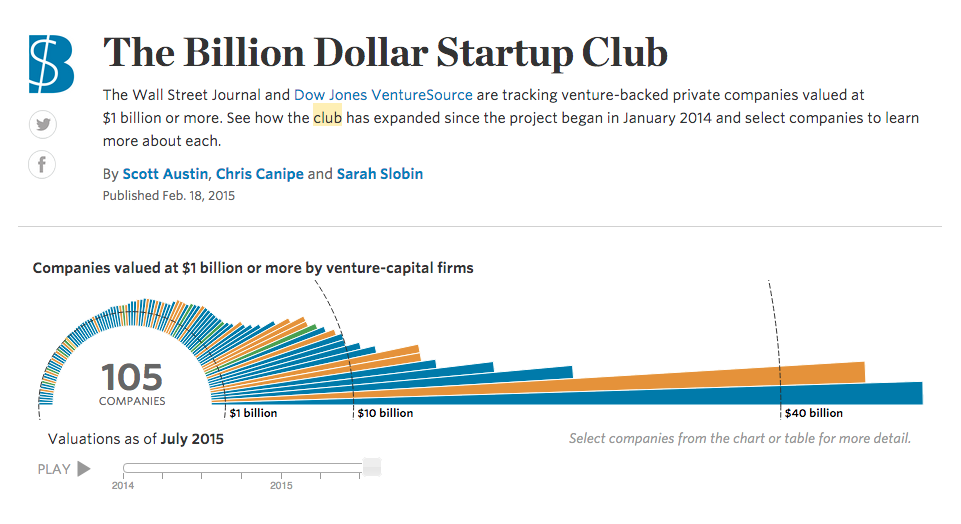 The Billion Dollar Startup Club
The Wall Street Journal and Dow Jones VentureSource are tracking venture-backed private companies valued at
$1 billion or more. See how the club has expanded since the project began in January 2014 and select companies to learn
more about each.
By Scott Austin, Chris Canipe and Sarah Slobin
Published Feb. 18, 2015
Companies valued at $1 billion or more by venture-capital firms
105
COMPANIES
$1 billion
$10 billion
$40 billion
Valuations as of July 2015
Select companies from the chart or table for more detail.
PLAY
2014
2015